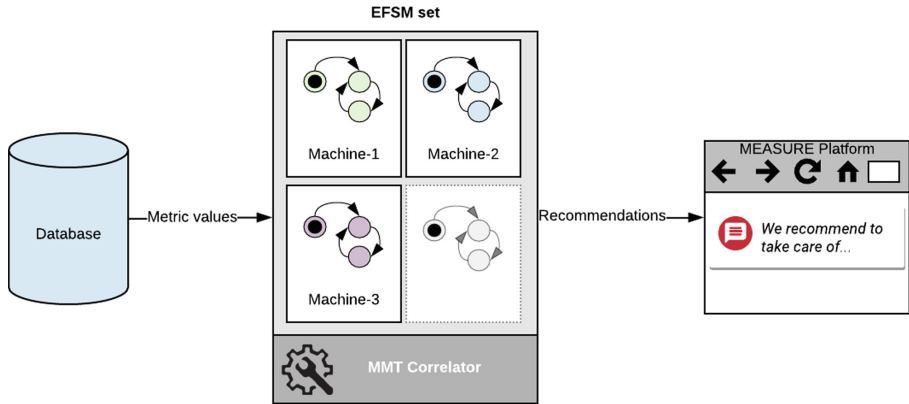 EFSM set
Machine-1
Machine-2
Database
Metric values
Machine-3
MMT Correlator
Recommendations
MEASURE Platform
We recommend to
take care of...